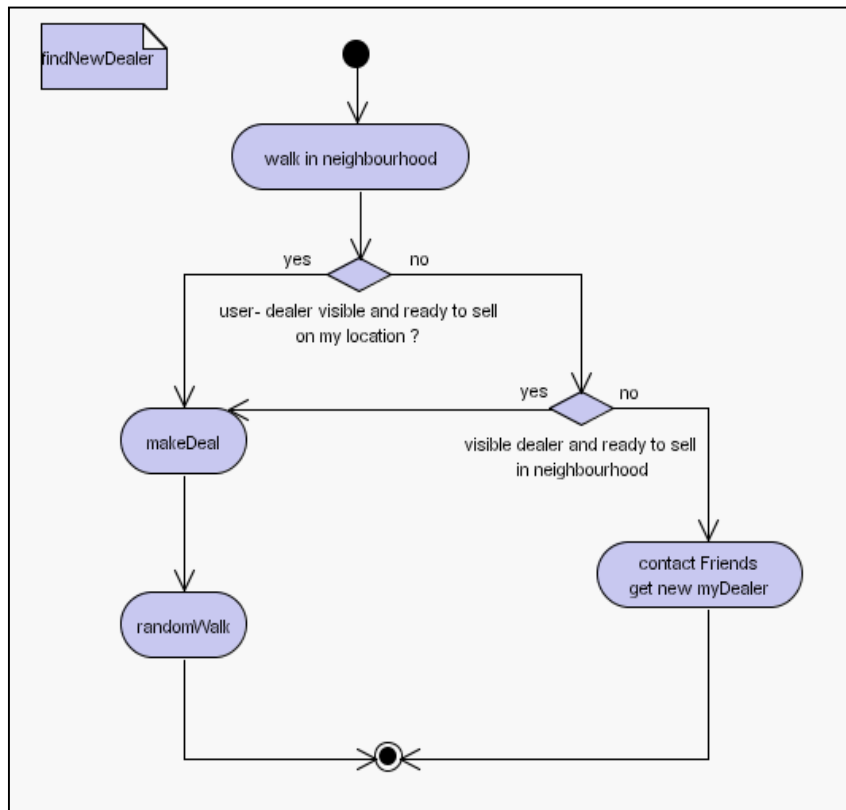 findNewDealer
walk in neighbourhood
yes
no
user- dealer visible and ready to sell
on my location ?
yes
no
makeDeal
visible dealer and ready to sell
in neighbourhood
contact Friends
get new myDealer
randomWalk